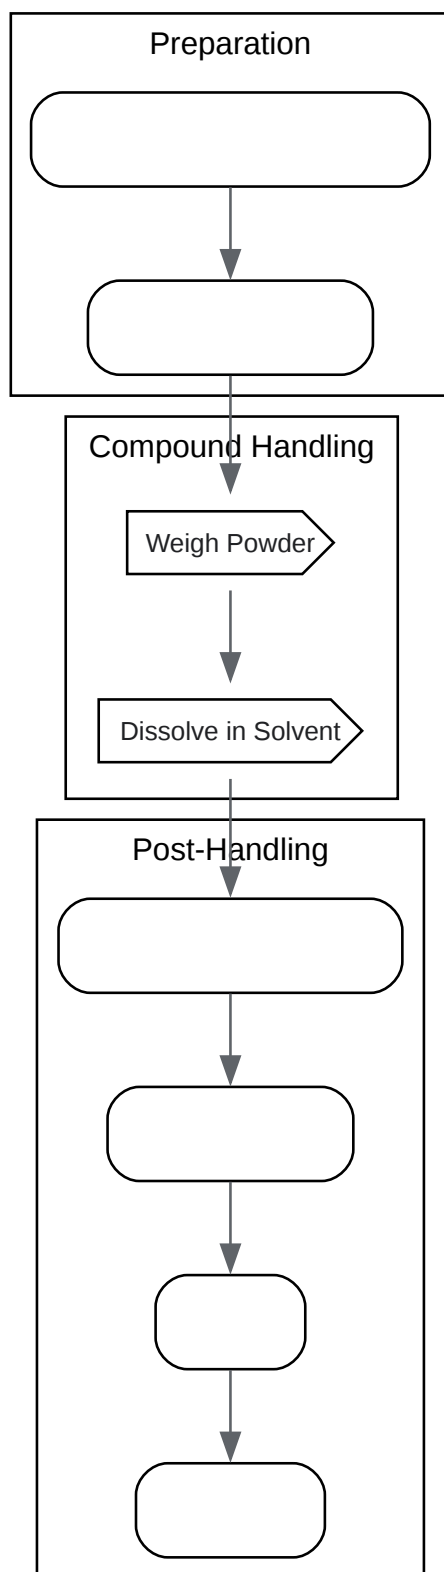 Preparation
Compound Handling
Weigh Powder
Dissolve in Solvent
Post-Handling